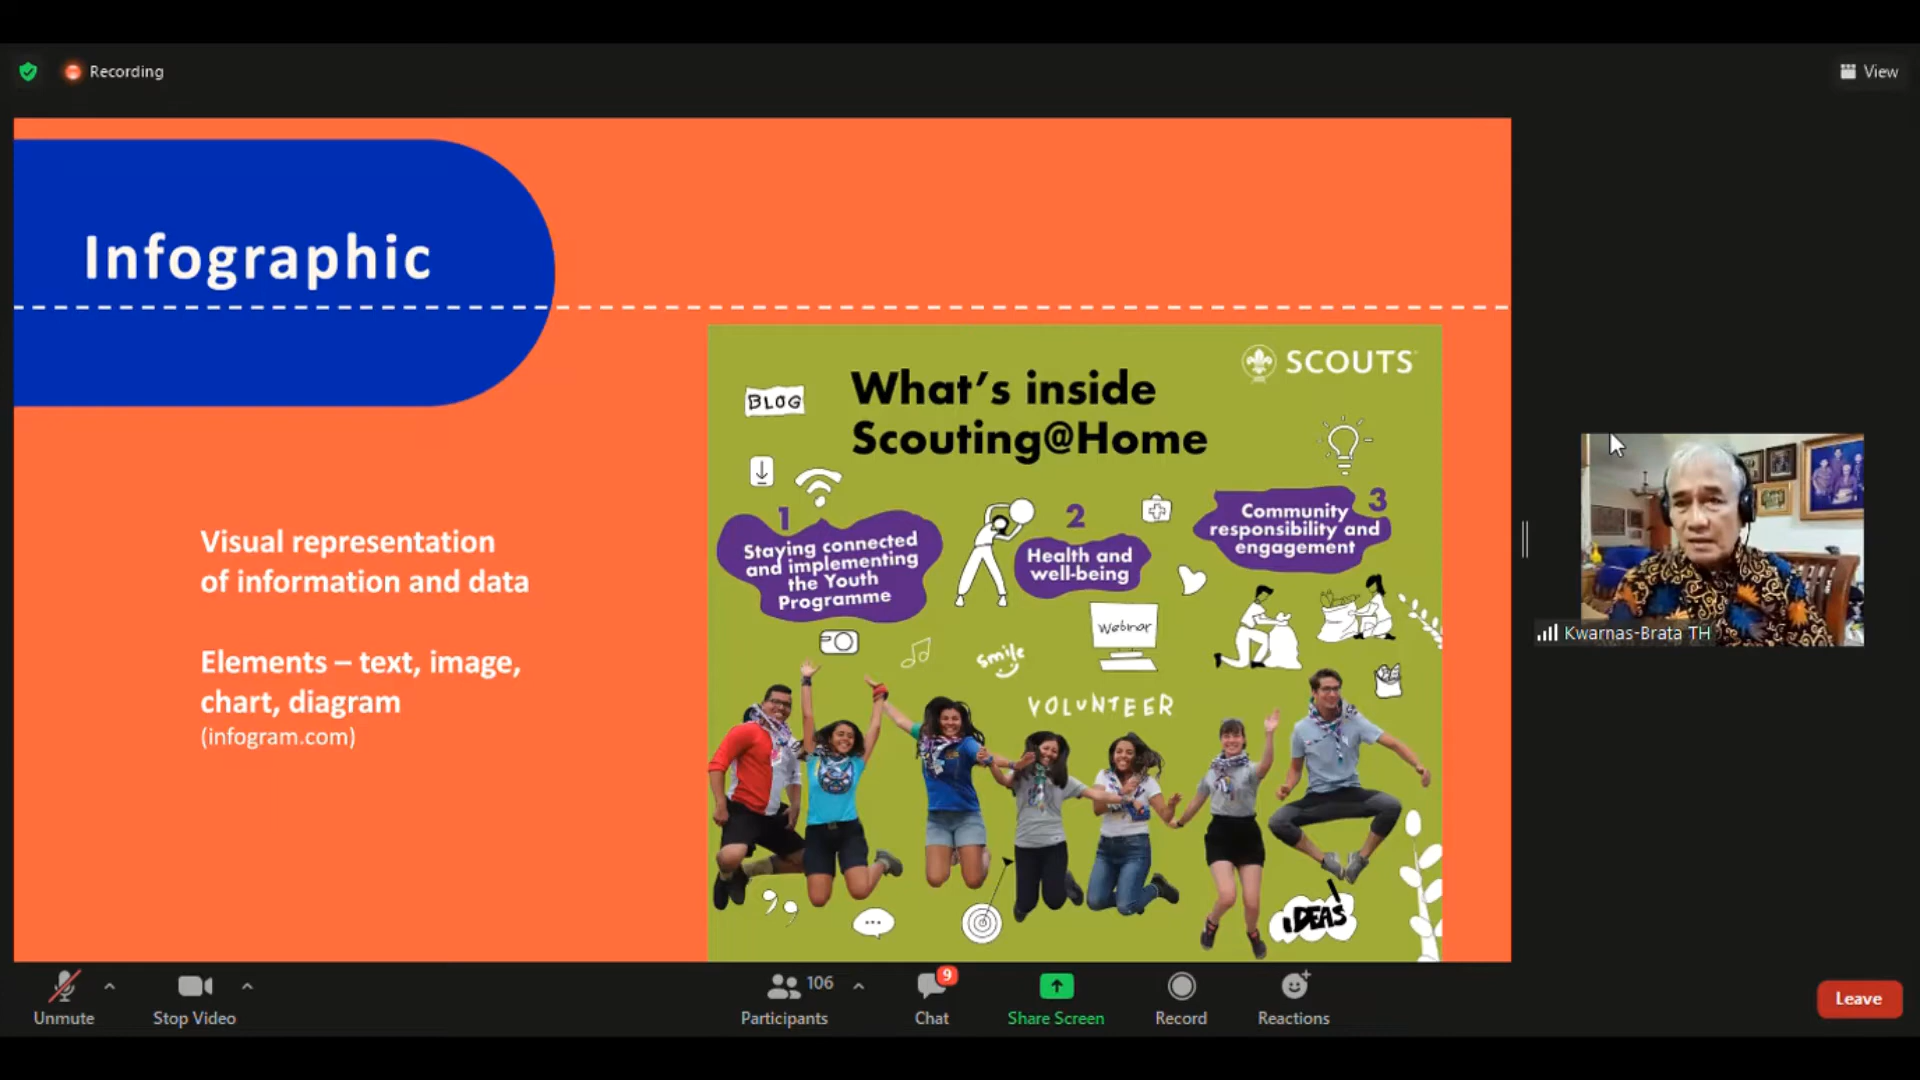 Recording
View
Infographic
Visual representation
of information and data
Elements – text, image,
chart, diagram
(infogram.com)
SCOUTS
What's inside
Scouting@Home
BLOG
1
Staying connected
and implementing
the Youth
Programme
2
Health and
well-being
3
Community
responsibility and
engagement
Webinar
smile
VOLUNTEER
IDEAS
Kwarnas-Brata TH
Unmute
Stop Video
106
Participants
9
Chat
Share Screen
Record
Reactions
Leave